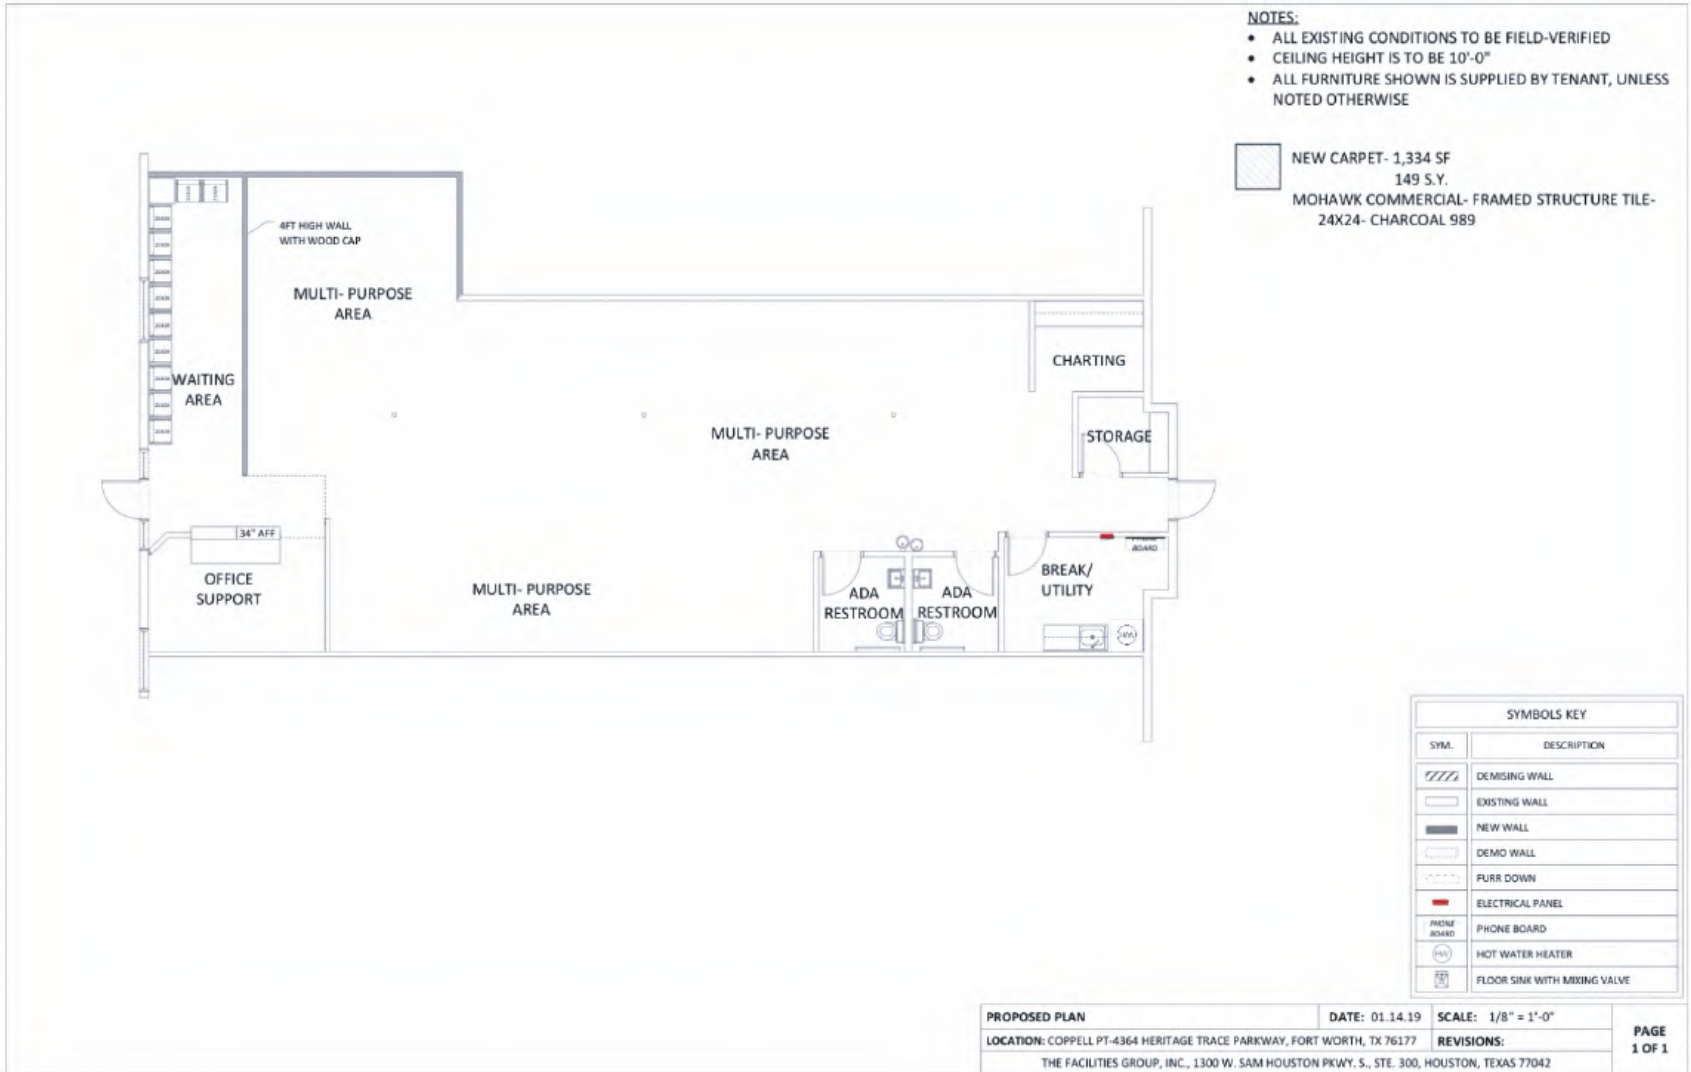 NOTES:
• ALL EXISTING CONDITIONS TO BE FIELD-VERIFIED
• CEILING HEIGHT IS TO BE 10'-0"
• ALL FURNITURE SHOWN IS SUPPLIED BY TENANT, UNLESS
NOTED OTHERWISE
NEW CARPET- 1,334 SF
149 S.Y.
MOHAWK COMMERCIAL- FRAMED STRUCTURE TILE-
24X24- CHARCOAL 989
4FT HIGH WALL
WITH WOOD CAP
MULTI- PURPOSE
AREA
WAITING
AREA
CHARTING
MULTI- PURPOSE
AREA
STORAGE
34" AFF
OFFICE
SUPPORT
MULTI- PURPOSE
AREA
ADA
RESTROOM
ADA
RESTROOM
BREAK/
UTILITY
BOARD
HW
SYMBOLS KEY
SYM. DESCRIPTION
DEMISING WALL
EXISTING WALL
NEW WALL
DEMO WALL
FURR DOWN
ELECTRICAL PANEL
PHONE
BOARD
PHONE BOARD
HW HOT WATER HEATER
FLOOR SINK WITH MIXING VALVE
PROPOSED PLAN DATE: 01.14.19 SCALE: 1/8" = 1'-0"
LOCATION: COPPELL PT-4364 HERITAGE TRACE PARKWAY, FORT WORTH, TX 76177 REVISIONS:
THE FACILITIES GROUP, INC., 1300 W. SAM HOUSTON PKWY. S., STE. 300, HOUSTON, TEXAS 77042
PAGE
1 OF 1